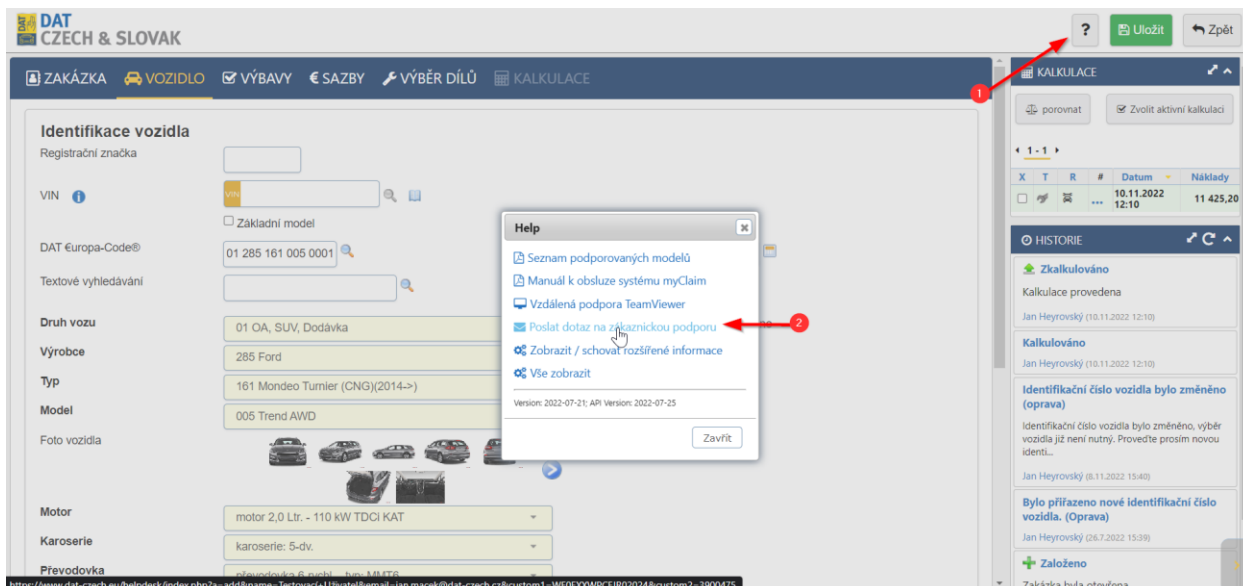 DAT
CZECH & SLOVAK
?
Uložit
Zpět
ZAKÁZKA
VOZIDLO
VÝBAVY
€ SAZBY
VÝBĚR DÍLŮ
KALKULACE
1
Identifikace vozidla
Registrační značka
VIN
VIN
Základní model
DAT €uropa-Code®
01 285 161 005 0001
Textové vyhledávání
Druh vozu
01 OA, SUV, Dodávka
Výrobce
285 Ford
Typ
161 Mondeo Turnier (CNG)(2014->)
Model
005 Trend AWD
Foto vozidla
Motor
motor 2,0 Ltr. - 110 kW TDCI KAT
Karoserie
karoserie: 5-dv.
Převodovka
převodovka 6 rychl. - typ: MMT6
Help
Seznam podporovaných modelů
Manuál k obsluze systému myClaim
Vzdálená podpora TeamViewer
Poslat dotaz na zákaznickou podporu
2
Zobrazit / schovat rozšířené informace
Vše zobrazit
Version: 2022-07-21; API Version: 2022-07-25
Zavřít
KALKULACE
porovnat
Zvolit aktivní kalkulaci
1 - 1
X T R # Datum Náklady
10.11.2022
12:10
11 425,20
HISTORIE
Zkalkulováno
Kalkulace provedena
Jan Heyrovský (10.11.2022 12:10)
Kalkulováno
Jan Heyrovský (10.11.2022 12:10)
Identifikační číslo vozidla bylo změněno
(oprava)
Identifikační číslo vozidla bylo změněno, výběr
vozidla již není nutný. Proveďte prosím novou
identi...
Jan Heyrovský (8.11.2022 15:40)
Bylo přiřazeno nové identifikační číslo
vozidla. (Oprava)
Jan Heyrovský (26.7.2022 15:39)
Založeno
Zakázka byla otevřena